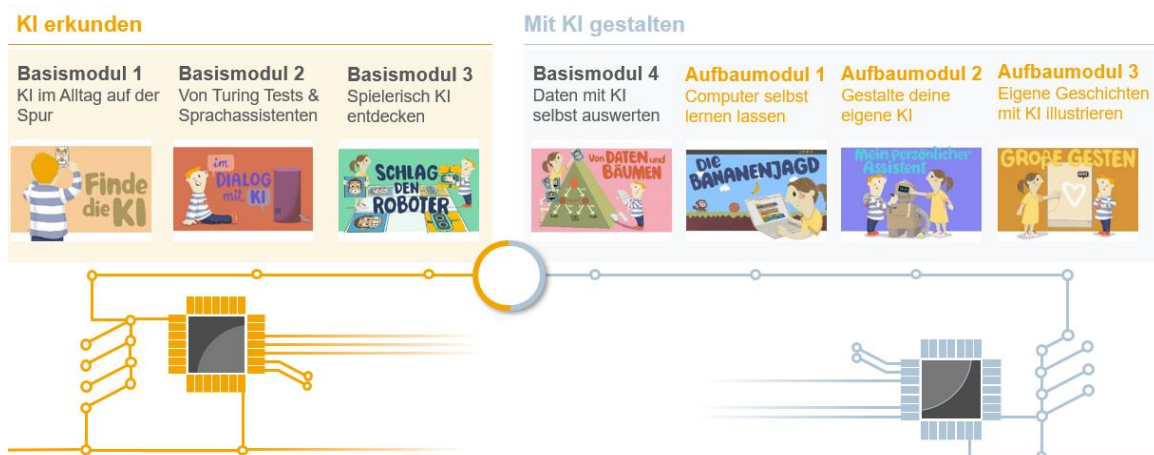 KI erkunden
Basismodul 1
KI im Alltag auf der
Spur
Finde
die KI
Basismodul 2
Von Turing Tests &
Sprachassistenten
im
DIALOG
mit KI
Basismodul 3
Spielerisch KI
entdecken
SCHLAG
DEN
ROBOTER
Mit KI gestalten
Basismodul 4
Daten mit KI
selbst auswerten
Von DATEN und
BÄUMEN
Aufbaumodul 1
Computer selbst
lernen lassen
DIE
BANANENJAGD
Aufbaumodul 2
Gestalte deine
eigene KI
Mein persönlicher
Assistent
Aufbaumodul 3
Eigene Geschichten
mit KI illustrieren
GROßE GESTEN